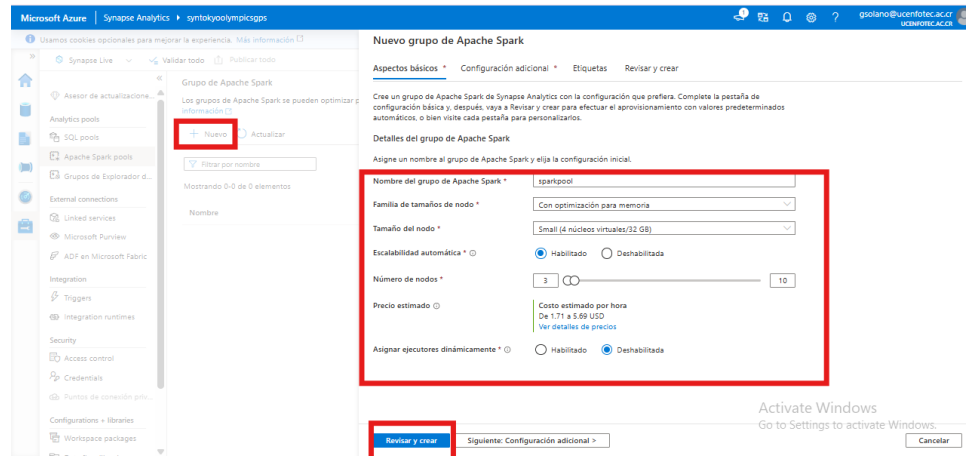 Microsoft Azure | Synapse Analytics ▸ syntokyolympicsgps
gsolano@ucenfotec.ac.cr
UCENFOTEC.AC.CR
Usamos cookies opcionales para mejorar la experiencia. Más información
Synapse Live
Validar todo
Publicar todo
Asesor de actualizacione...
Analytics pools
SQL pools
Apache Spark pools
Grupos de Explorador d...
External connections
Linked services
Microsoft Purview
ADF en Microsoft Fabric
Integration
Triggers
Integration runtimes
Security
Access control
Credentials
Puntos de conexión priv...
Configurations + libraries
Workspace packages
Grupo de Apache Spark
Los grupos de Apache Spark se pueden optimizar p
información
Nuevo
Actualizar
Filtrar por nombre
Mostrando 0-0 de 0 elementos
Nombre
Nuevo grupo de Apache Spark
Aspectos básicos * Configuración adicional * Etiquetas Revisar y crear
Cree un grupo de Apache Spark de Synapse Analytics con la configuración que prefiera. Complete la pestaña de
configuración básica y, después, vaya a Revisar y crear para efectuar el aprovisionamiento con valores predeterminados
automáticos, o bien visite cada pestaña para personalizarlos.
Detalles del grupo de Apache Spark
Asigne un nombre al grupo de Apache Spark y elija la configuración inicial.
Nombre del grupo de Apache Spark * sparkpool
Familia de tamaños de nodo * Con optimización para memoria
Tamaño del nodo * Small (4 núcleos virtuales/32 GB)
Escalabilidad automática * Habilitado Deshabilitada
Número de nodos * 3 10
Precio estimado Costo estimado por hora
De 1.71 a 5.69 USD
Ver detalles de precios
Asignar ejecutores dinámicamente * Habilitado Deshabilitada
Activate Windows
Go to Settings to activate Windows.
Revisar y crear
Siguiente: Configuración adicional >
Cancelar